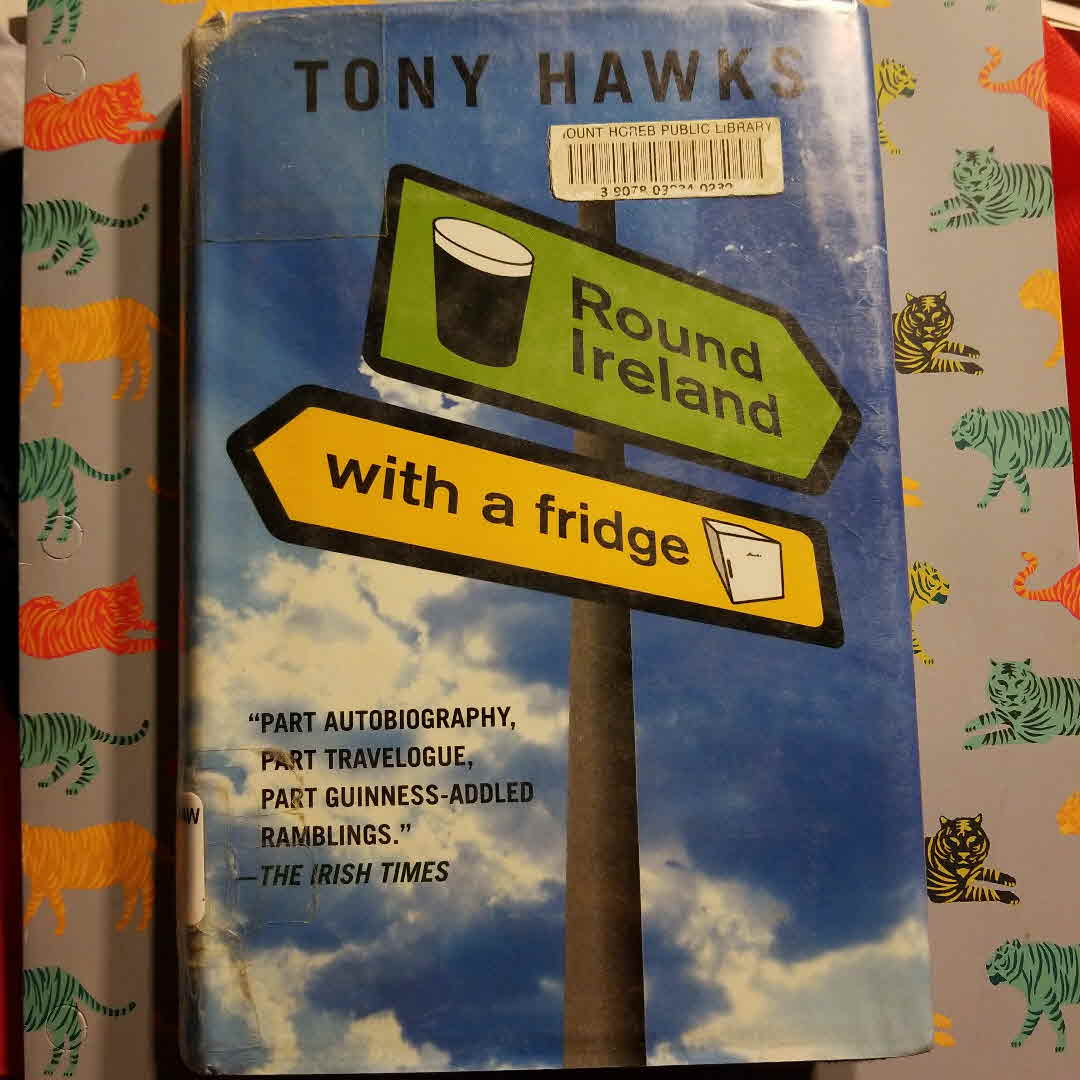 TONY HAWKS
OUNT HOREB PUBLIC LIBRARY
Round
Ireland
with a fridge
“PART AUTOBIOGRAPHY,
PART TRAVELOGUE,
PART GUINNESS-ADDLED
RAMBLINGS.”
—THE IRISH TIMES
AW